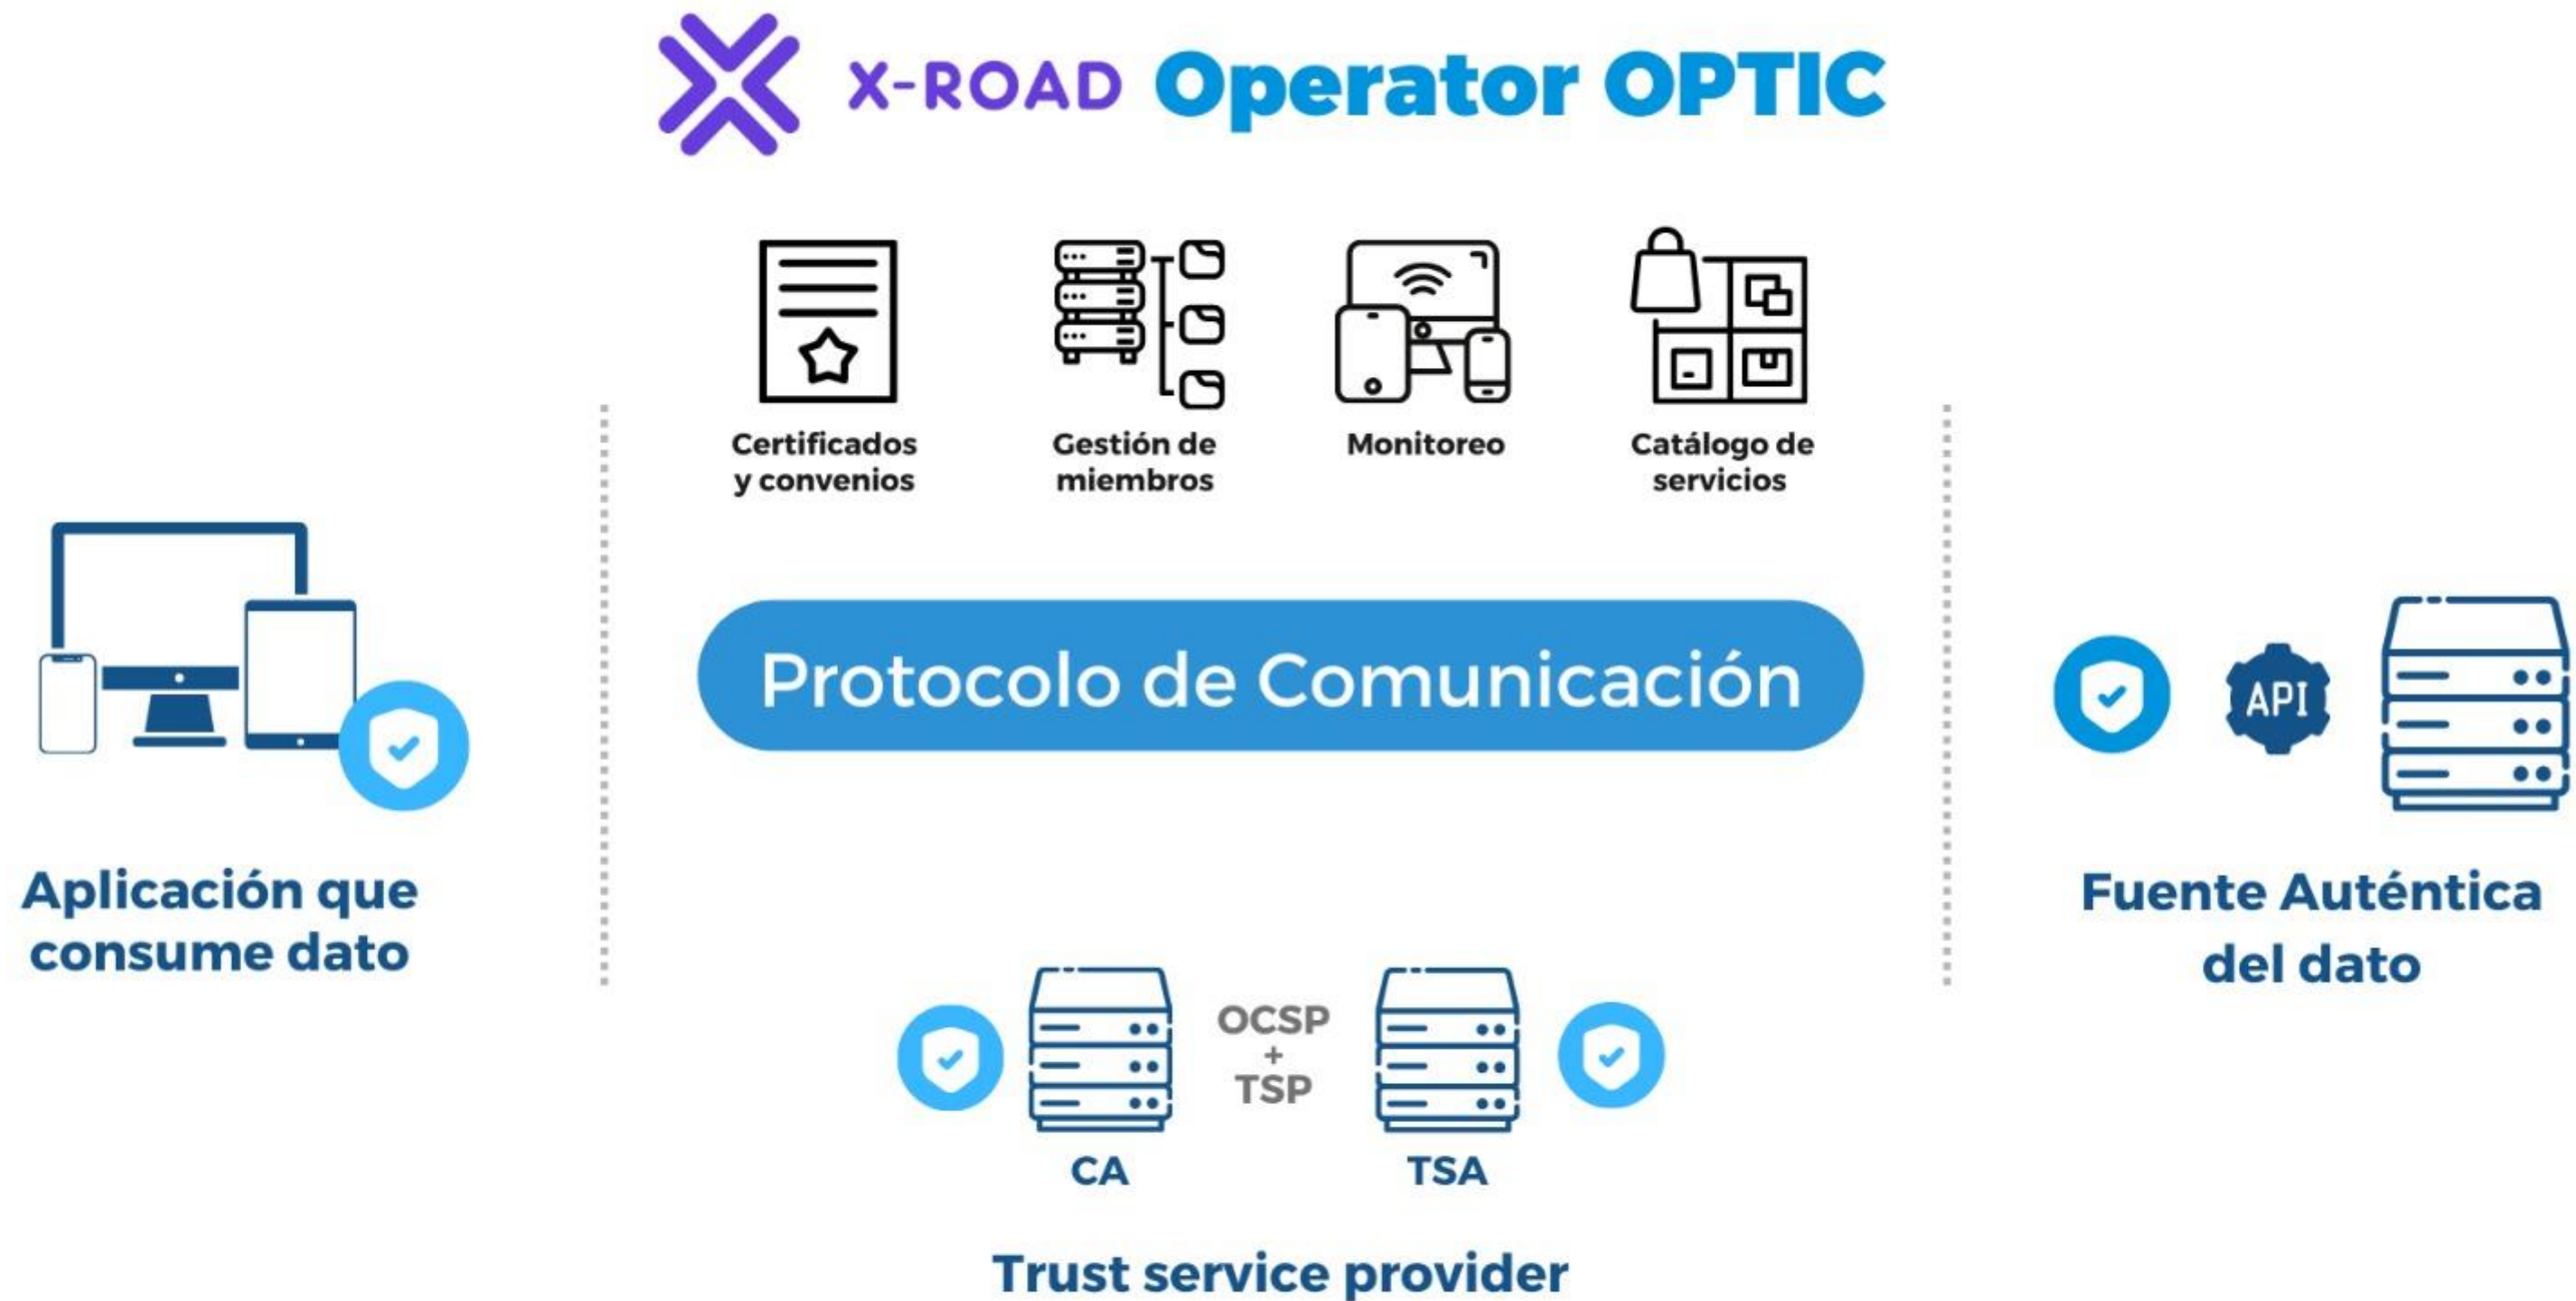 X-ROAD Operator OPTIC
Certificados
y convenios
Gestión de
miembros
Monitoreo
Catálogo de
servicios
Protocolo de Comunicación
Aplicación que
consume dato
API
Fuente Auténtica
del dato
OCSP
+
TSP
CA
TSA
Trust service provider